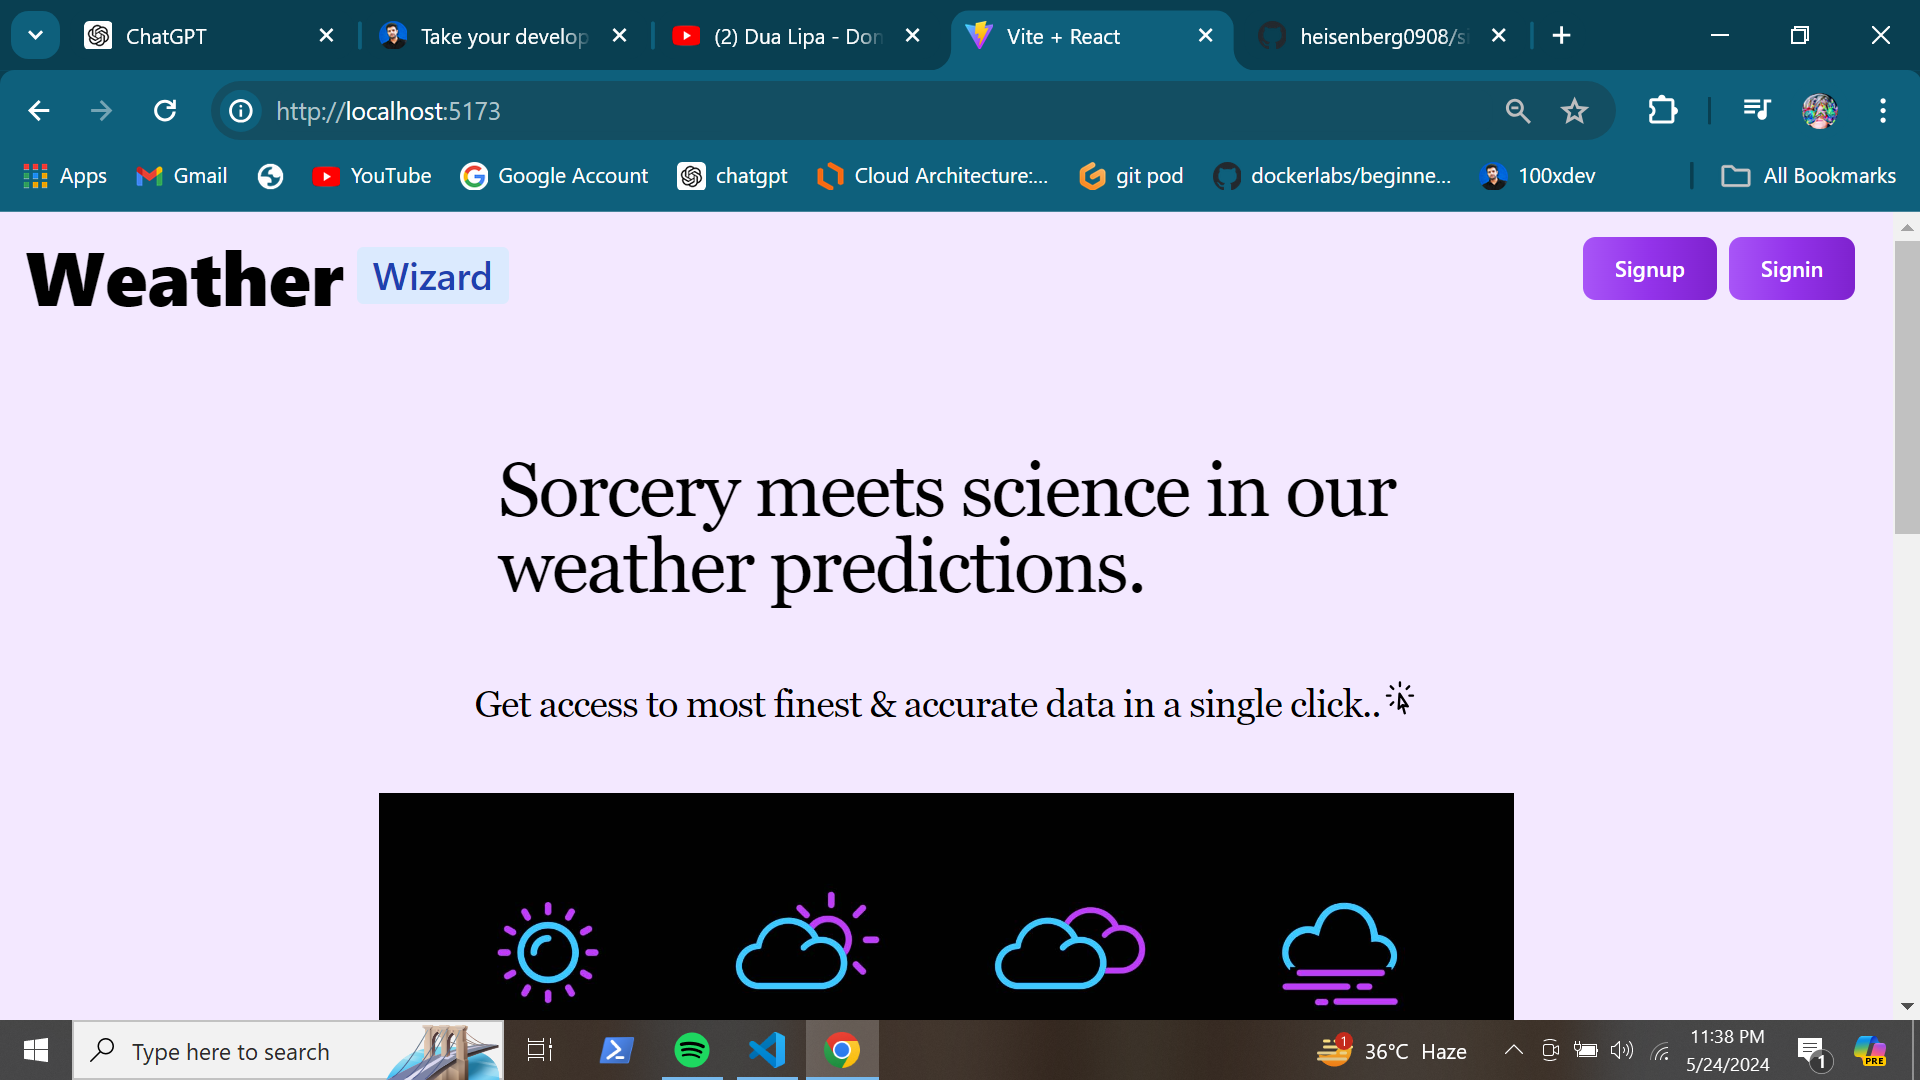 ChatGPT
Take your develop
(2) Dua Lipa - Don
Vite + React
heisenberg0908/si
http://localhost:5173
Apps
Gmail
YouTube
Google Account
chatgpt
Cloud Architecture:...
git pod
dockerlabs/beginne...
100xdev
All Bookmarks
Weather Wizard
Signup
Signin
Sorcery meets science in our
weather predictions.
Get access to most finest & accurate data in a single click..
Type here to search
1
36°C Haze
11:38 PM
5/24/2024
1
PRE